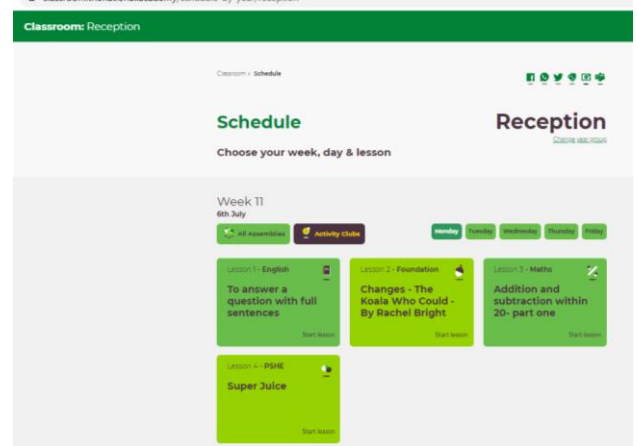 Classroom: Reception
Classroom › Schedule
Schedule
Reception
Change year group
Choose your week, day & lesson
Week 11
6th July
All Assemblies
Activity Clubs
Monday
Tuesday
Wednesday
Thursday
Friday
Lesson 1 - English
To answer a
question with full
sentences
Start lesson
Lesson 2 - Foundation
Changes - The
Koala Who Could -
By Rachel Bright
Start lesson
Lesson 3 - Maths
Addition and
subtraction within
20- part one
Start lesson
Lesson 4 - PSHE
Super Juice
Start lesson